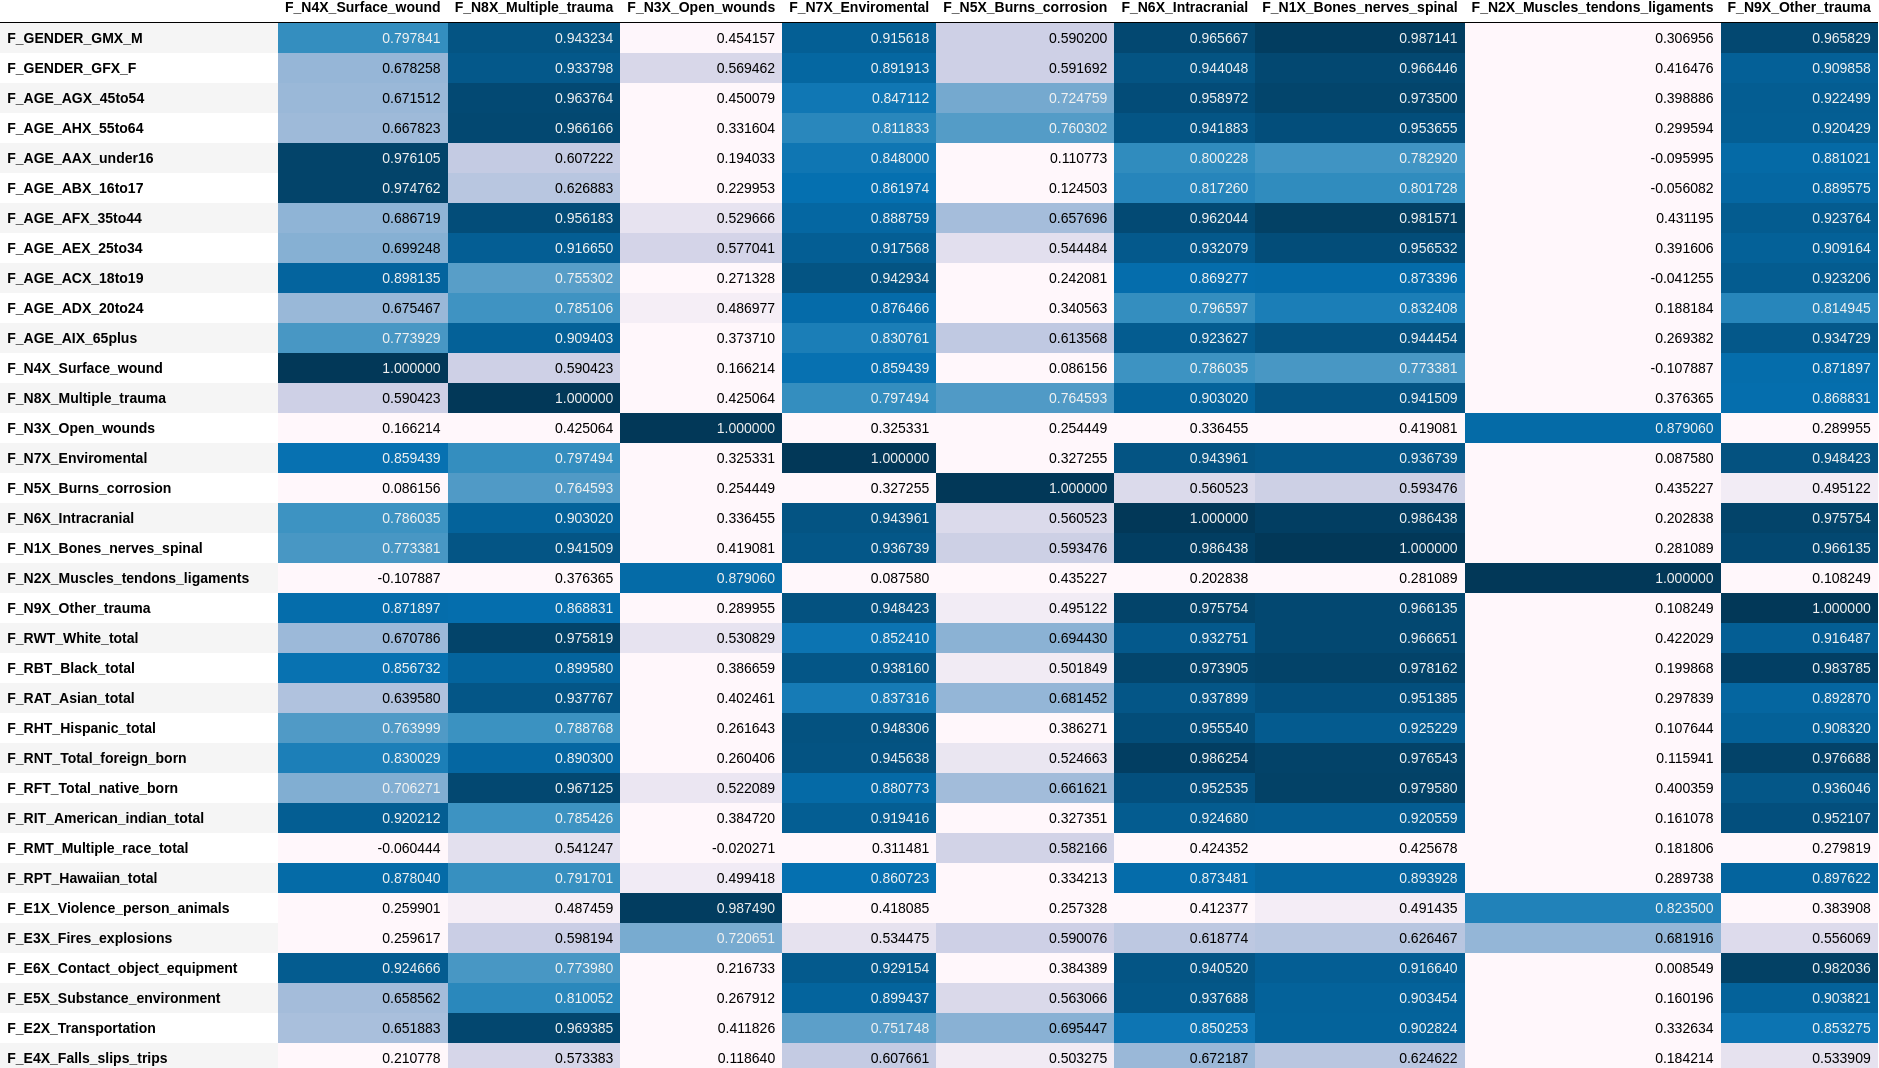 F_N4X_Surface_wound F_N8X_Multiple_trauma F_N3X_Open_wounds F_N7X_Enviromental F_N5X_Burns_corrosion F_N6X_Intracranial F_N1X_Bones_nerves_spinal F_N2X_Muscles_tendons_ligaments F_N9X_Other_trauma
F_GENDER_GMX_M 0.797841 0.943234 0.454157 0.915618 0.590200 0.965667 0.987141 0.306956 0.965829
F_GENDER_GFX_F 0.678258 0.933798 0.569462 0.891913 0.591692 0.944048 0.966446 0.416476 0.909858
F_AGE_AGX_45to54 0.671512 0.963764 0.450079 0.847112 0.724759 0.958972 0.973500 0.398886 0.922499
F_AGE_AHX_55to64 0.667823 0.966166 0.331604 0.811833 0.760302 0.941883 0.953655 0.299594 0.920429
F_AGE_AAX_under16 0.976105 0.607222 0.194033 0.848000 0.110773 0.800228 0.782920 -0.095995 0.881021
F_AGE_ABX_16to17 0.974762 0.626883 0.229953 0.861974 0.124503 0.817260 0.801728 -0.056082 0.889575
F_AGE_AFX_35to44 0.686719 0.956183 0.529666 0.888759 0.657696 0.962044 0.981571 0.431195 0.923764
F_AGE_AEX_25to34 0.699248 0.916650 0.577041 0.917568 0.544484 0.932079 0.956532 0.391606 0.909164
F_AGE_ACX_18to19 0.898135 0.755302 0.271328 0.942934 0.242081 0.869277 0.873396 -0.041255 0.923206
F_AGE_ADX_20to24 0.675467 0.785106 0.486977 0.876466 0.340563 0.796597 0.832408 0.188184 0.814945
F_AGE_AIX_65plus 0.773929 0.909403 0.373710 0.830761 0.613568 0.923627 0.944454 0.269382 0.934729
F_N4X_Surface_wound 1.000000 0.590423 0.166214 0.859439 0.086156 0.786035 0.773381 -0.107887 0.871897
F_N8X_Multiple_trauma 0.590423 1.000000 0.425064 0.797494 0.764593 0.903020 0.941509 0.376365 0.868831
F_N3X_Open_wounds 0.166214 0.425064 1.000000 0.325331 0.254449 0.336455 0.419081 0.879060 0.289955
F_N7X_Enviromental 0.859439 0.797494 0.325331 1.000000 0.327255 0.943961 0.936739 0.087580 0.948423
F_N5X_Burns_corrosion 0.086156 0.764593 0.254449 0.327255 1.000000 0.560523 0.593476 0.435227 0.495122
F_N6X_Intracranial 0.786035 0.903020 0.336455 0.943961 0.560523 1.000000 0.986438 0.202838 0.975754
F_N1X_Bones_nerves_spinal 0.773381 0.941509 0.419081 0.936739 0.593476 0.986438 1.000000 0.281089 0.966135
F_N2X_Muscles_tendons_ligaments -0.107887 0.376365 0.879060 0.087580 0.435227 0.202838 0.281089 1.000000 0.108249
F_N9X_Other_trauma 0.871897 0.868831 0.289955 0.948423 0.495122 0.975754 0.966135 0.108249 1.000000
F_RWT_White_total 0.670786 0.975819 0.530829 0.852410 0.694430 0.932751 0.966651 0.422029 0.916487
F_RBT_Black_total 0.856732 0.899580 0.386659 0.938160 0.501849 0.973905 0.978162 0.199868 0.983785
F_RAT_Asian_total 0.639580 0.937767 0.402461 0.837316 0.681452 0.937899 0.951385 0.297839 0.892870
F_RHT_Hispanic_total 0.763999 0.788768 0.261643 0.948306 0.386271 0.955540 0.925229 0.107644 0.908320
F_RNT_Total_foreign_born 0.830029 0.890300 0.260406 0.945638 0.524663 0.986254 0.976543 0.115941 0.976688
F_RFT_Total_native_born 0.706271 0.967125 0.522089 0.880773 0.661621 0.952535 0.979580 0.400359 0.936046
F_RIT_American_indian_total 0.920212 0.785426 0.384720 0.919416 0.327351 0.924680 0.920559 0.161078 0.952107
F_RMT_Multiple_race_total -0.060444 0.541247 -0.020271 0.311481 0.582166 0.424352 0.425678 0.181806 0.279819
F_RPT_Hawaiian_total 0.878040 0.791701 0.499418 0.860723 0.334213 0.873481 0.893928 0.289738 0.897622
F_E1X_Violence_person_animals 0.259901 0.487459 0.987490 0.418085 0.257328 0.412377 0.491435 0.823500 0.383908
F_E3X_Fires_explosions 0.259617 0.598194 0.720651 0.534475 0.590076 0.618774 0.626467 0.681916 0.556069
F_E6X_Contact_object_equipment 0.924666 0.773980 0.216733 0.929154 0.384389 0.940520 0.916640 0.008549 0.982036
F_E5X_Substance_environment 0.658562 0.810052 0.267912 0.899437 0.563066 0.937688 0.903454 0.160196 0.903821
F_E2X_Transportation 0.651883 0.969385 0.411826 0.751748 0.695447 0.850253 0.902824 0.332634 0.853275
F_E4X_Falls_slips_trips 0.210778 0.573383 0.118640 0.607661 0.503275 0.672187 0.624622 0.184214 0.533909